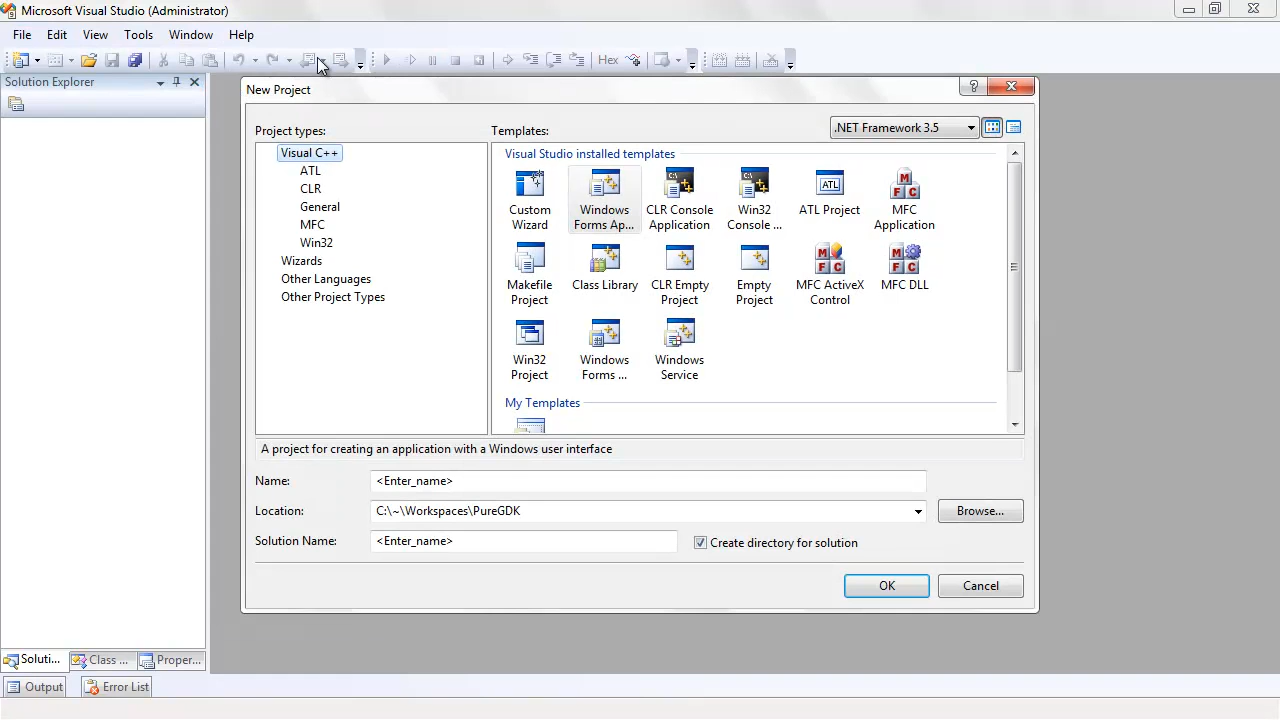 Microsoft Visual Studio (Administrator)
File Edit View Tools Window Help
Hex
Solution Explorer
New Project
Project types:
Templates:
.NET Framework 3.5
Visual C++
ATL
CLR
General
MFC
Win32
Wizards
Other Languages
Other Project Types
Visual Studio installed templates
Custom Wizard
Windows Forms Ap...
CLR Console Application
Win32 Console ...
ATL Project
MFC Application
Makefile Project
Class Library
CLR Empty Project
Empty Project
MFC ActiveX Control
MFC DLL
Win32 Project
Windows Forms ...
Windows Service
My Templates
A project for creating an application with a Windows user interface
Name: <Enter_name>
Location: C:\~\Workspaces\PureGDK Browse...
Solution Name: <Enter_name> Create directory for solution
OK Cancel
Soluti... Class ... Proper...
Output Error List